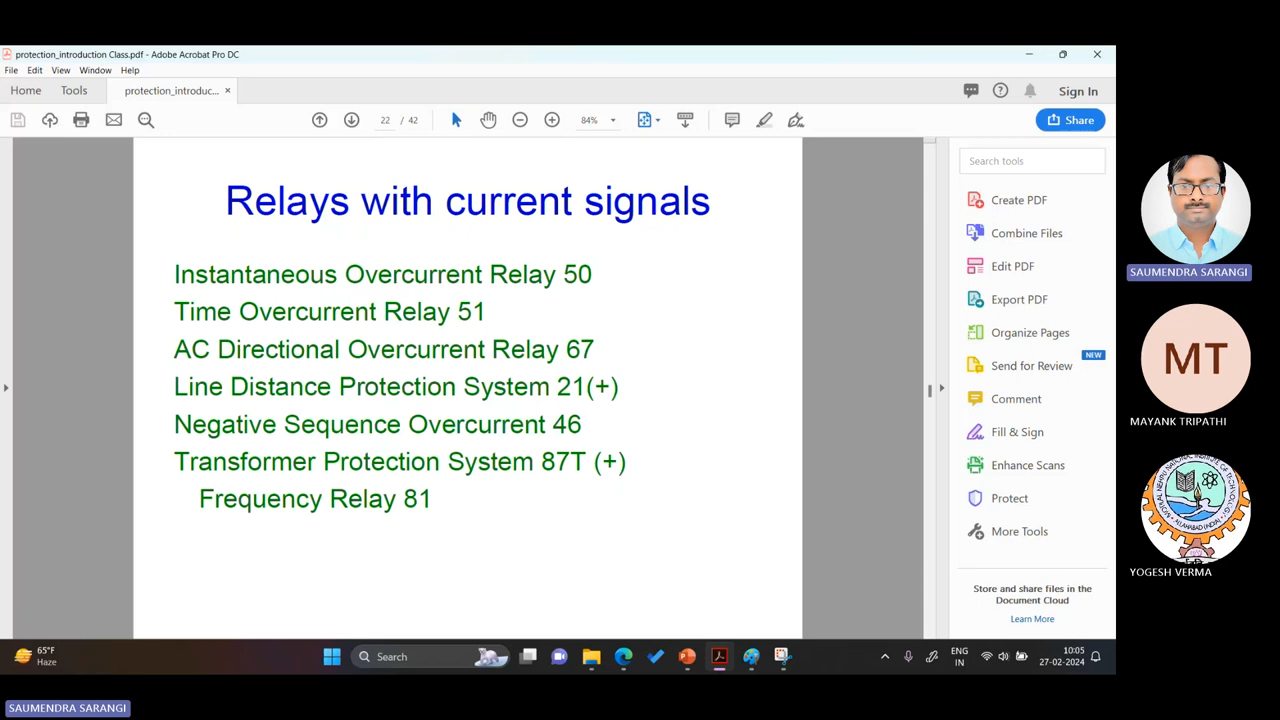 protection_introduction Class.pdf - Adobe Acrobat Pro DC
File Edit View Window Help
Home Tools protection_introduc... ×
22 / 42 84% Share
Sign In
Relays with current signals
Instantaneous Overcurrent Relay 50
Time Overcurrent Relay 51
AC Directional Overcurrent Relay 67
Line Distance Protection System 21(+)
Negative Sequence Overcurrent 46
Transformer Protection System 87T (+)
Frequency Relay 81
Search tools
Create PDF
Combine Files
Edit PDF
Export PDF
Organize Pages
Send for Review NEW
Comment
Fill & Sign
Enhance Scans
Protect
More Tools
Store and share files in the
Document Cloud
Learn More
SAUMENDRA SARANGI
MT
MAYANK TRIPATHI
YOGESH VERMA
65°F
Haze
Search
ENG
IN
10:05
27-02-2024
SAUMENDRA SARANGI